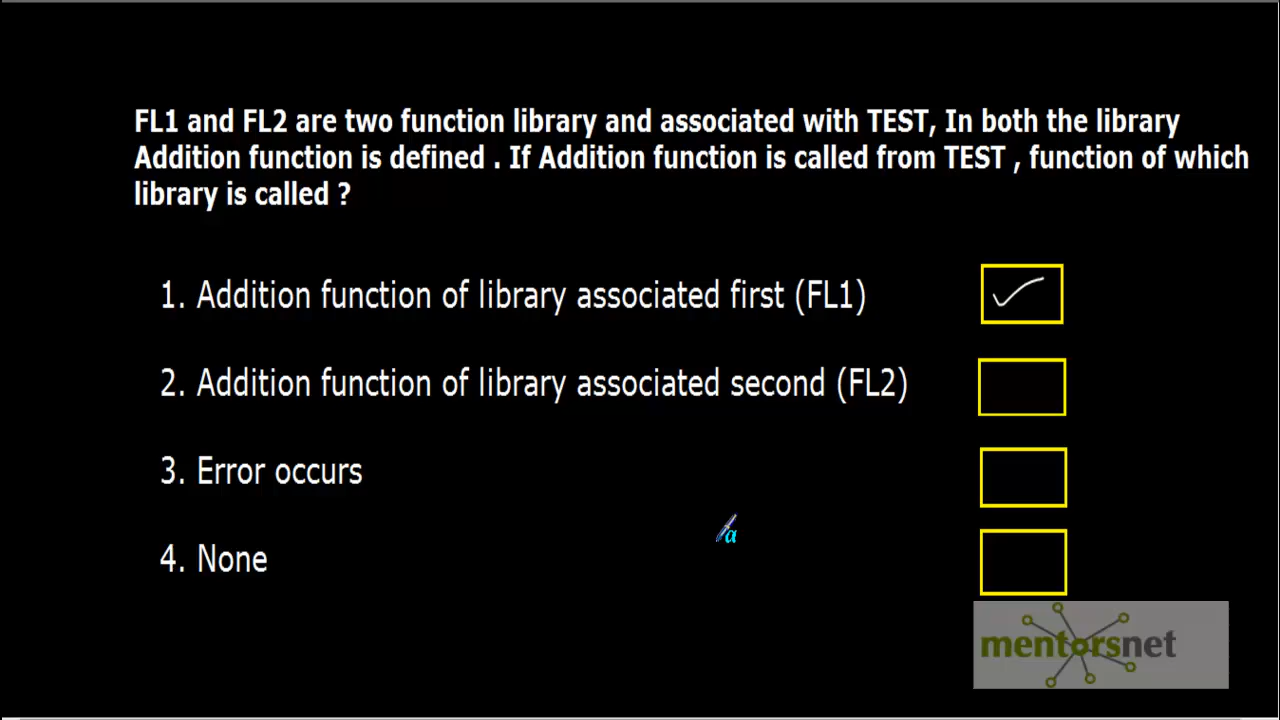 FL1 and FL2 are two function library and associated with TEST, In both the library
Addition function is defined . If Addition function is called from TEST , function of which
library is called ?
1. Addition function of library associated first (FL1)
2. Addition function of library associated second (FL2)
3. Error occurs
4. None
a
mentorsnet